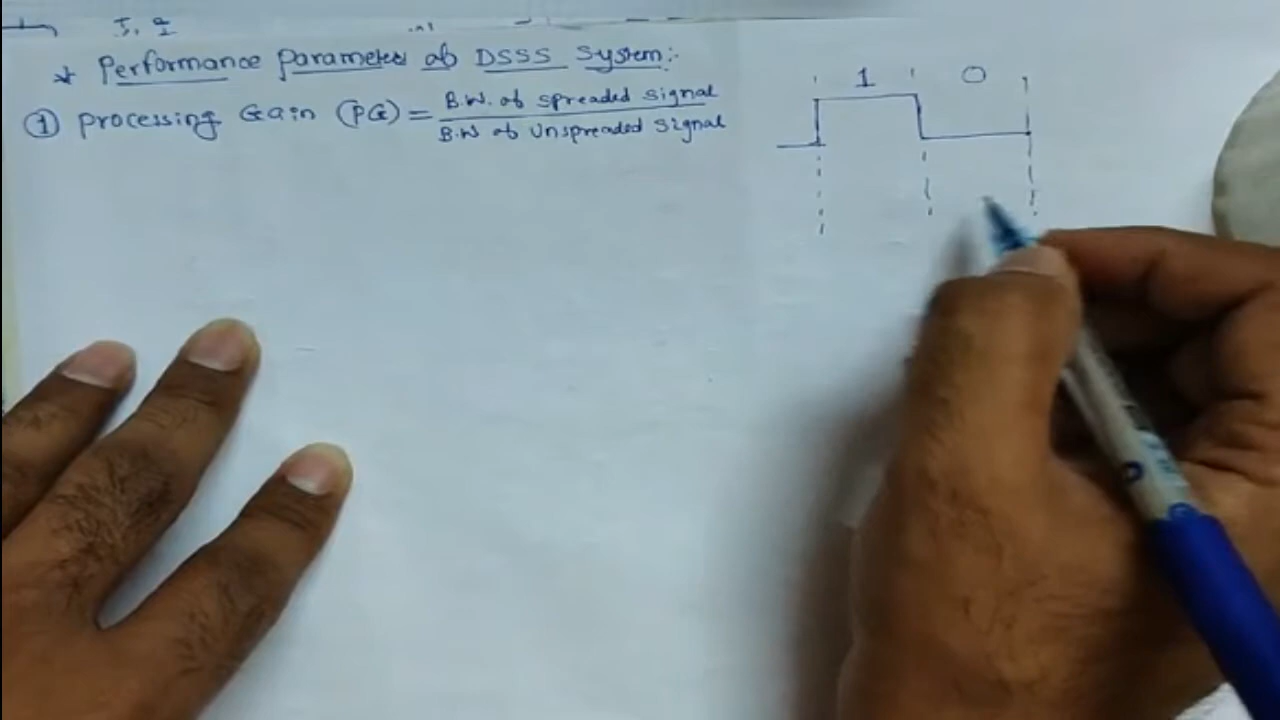 * Performance parameters of DSSS System:-
① processing Gain (PG) = B.W. of spreaded signal
B.W of Unspreaded signal
1 0